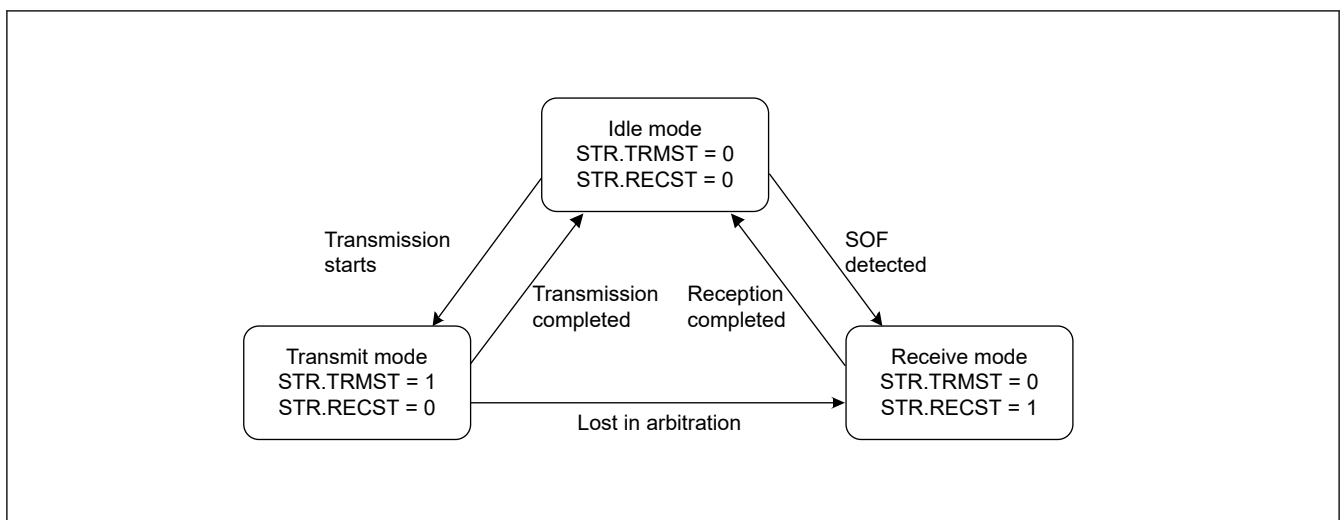 Idle mode
STR.TRMST = 0
STR.RECST = 0
Transmission
starts
SOF
detected
Transmission
completed
Reception
completed
Transmit mode
STR.TRMST = 1
STR.RECST = 0
Receive mode
STR.TRMST = 0
STR.RECST = 1
Lost in arbitration